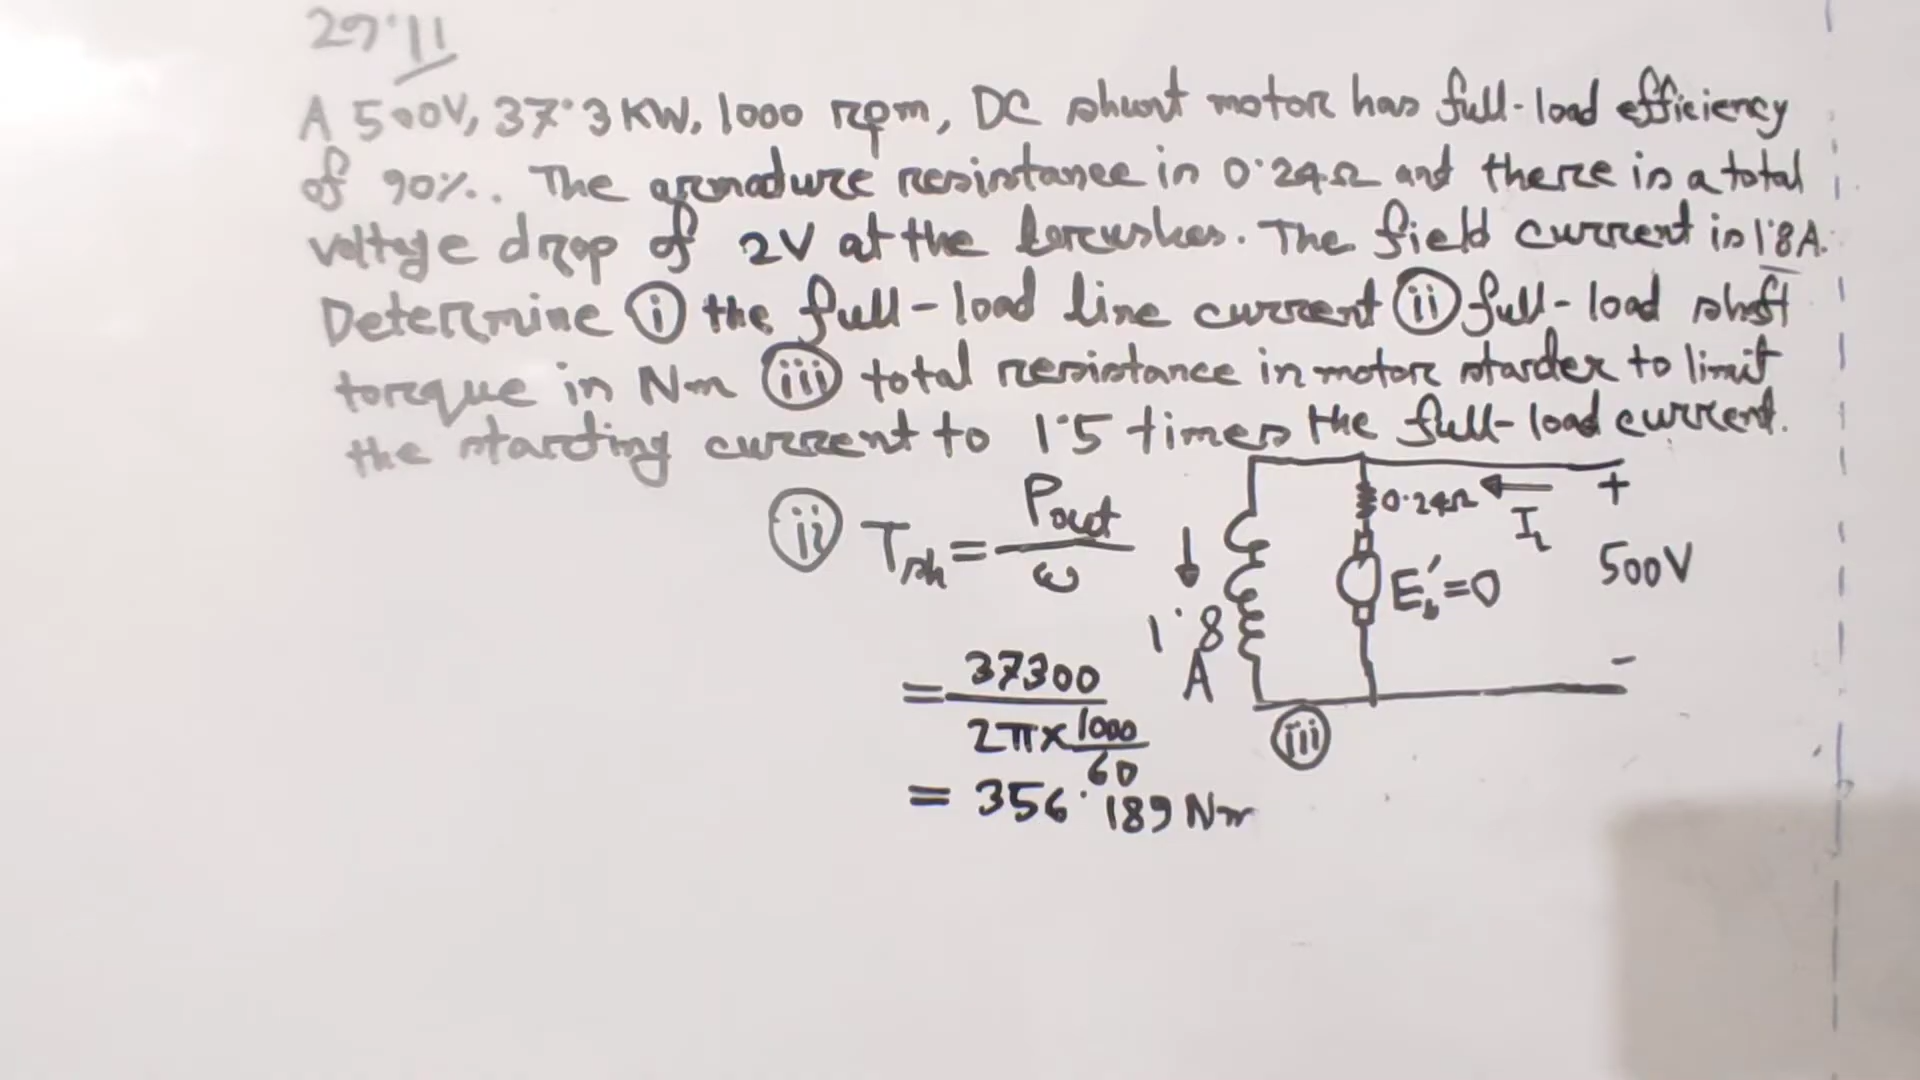 29.11
A 500V, 37.3 KW, 1000 rpm, DC shunt motor has full-load efficiency
of 90%. The armature resistance is 0.24Ω and there is a total
voltage drop of 2V at the brushes. The field current is 1.8A.
Determine (i) the full-load line current (ii) full-load shaft
torque in Nm (iii) total resistance in motor starter to limit
the starting current to 1.5 times the full-load current.
(ii) Tsh = Pout / ω
= 37300 / 2π × 1000/60
= 356.189 Nm
0.24Ω
IL
+
500V
-
Eb' = 0
1.8
A
(iii)